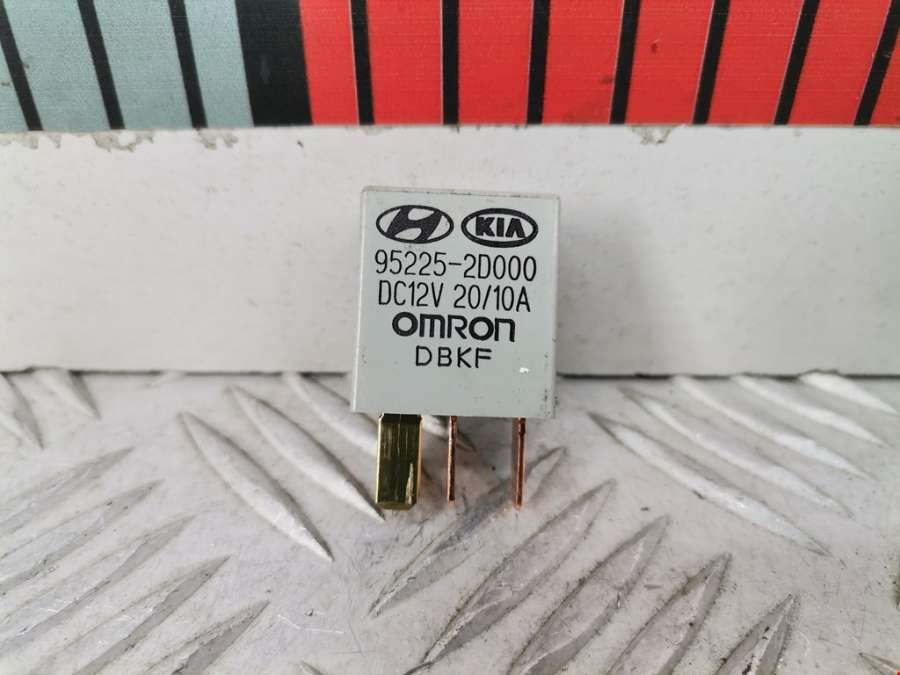 KIA
95225-2D000
DC12V 20/10A
OMRON
DBKF